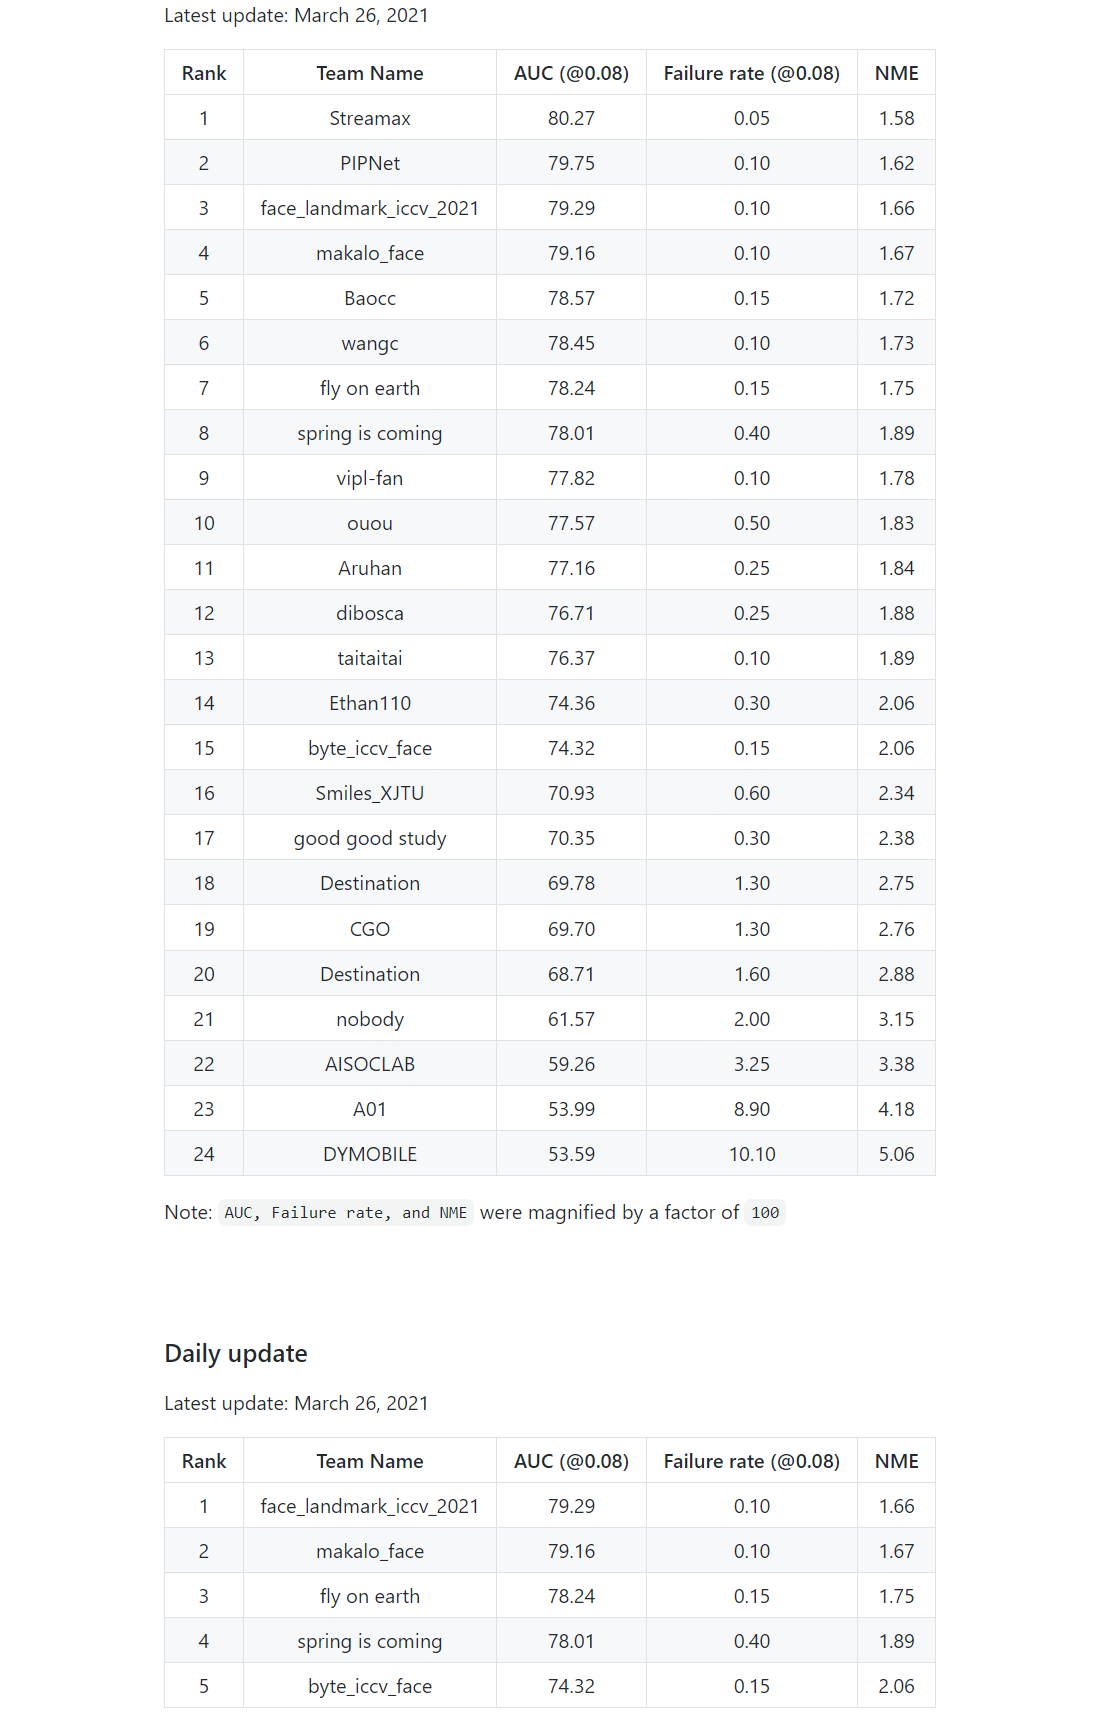 Latest update: March 26, 2021
Rank Team Name AUC (@0.08) Failure rate (@0.08) NME
1 Streamax 80.27 0.05 1.58
2 PIPNet 79.75 0.10 1.62
3 face_landmark_iccv_2021 79.29 0.10 1.66
4 makalo_face 79.16 0.10 1.67
5 Baocc 78.57 0.15 1.72
6 wangc 78.45 0.10 1.73
7 fly on earth 78.24 0.15 1.75
8 spring is coming 78.01 0.40 1.89
9 vipl-fan 77.82 0.10 1.78
10 ouou 77.57 0.50 1.83
11 Aruhan 77.16 0.25 1.84
12 dibosca 76.71 0.25 1.88
13 taitaitai 76.37 0.10 1.89
14 Ethan110 74.36 0.30 2.06
15 byte_iccv_face 74.32 0.15 2.06
16 Smiles_XJTU 70.93 0.60 2.34
17 good good study 70.35 0.30 2.38
18 Destination 69.78 1.30 2.75
19 CGO 69.70 1.30 2.76
20 Destination 68.71 1.60 2.88
21 nobody 61.57 2.00 3.15
22 AISOCLAB 59.26 3.25 3.38
23 A01 53.99 8.90 4.18
24 DYMOBILE 53.59 10.10 5.06
Note: AUC, Failure rate, and NME were magnified by a factor of 100
Daily update
Latest update: March 26, 2021
Rank Team Name AUC (@0.08) Failure rate (@0.08) NME
1 face_landmark_iccv_2021 79.29 0.10 1.66
2 makalo_face 79.16 0.10 1.67
3 fly on earth 78.24 0.15 1.75
4 spring is coming 78.01 0.40 1.89
5 byte_iccv_face 74.32 0.15 2.06